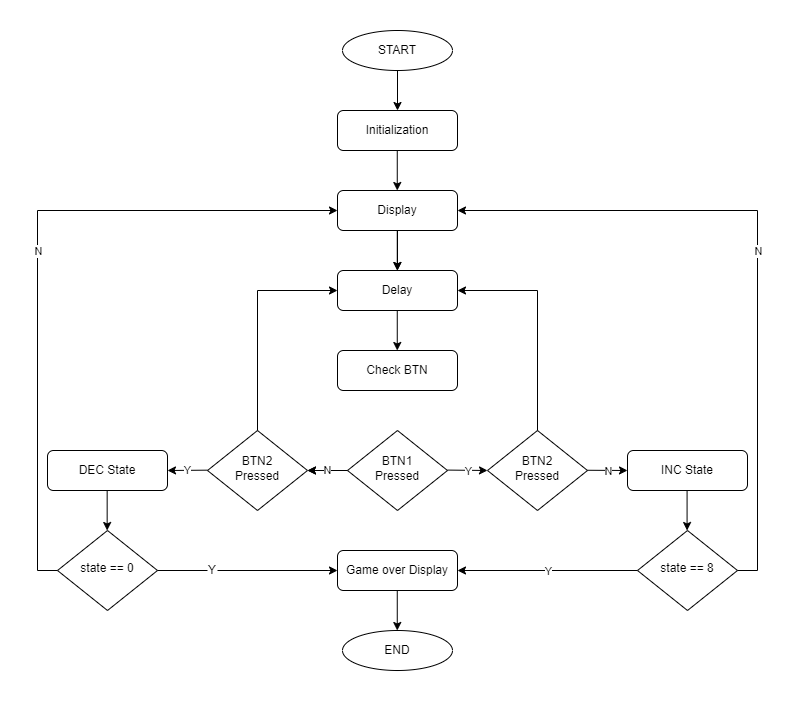 START
Initialization
Display
N
N
Delay
Check BTN
DEC State
Y
BTN2
Pressed
N
BTN1
Pressed
Y
BTN2
Pressed
N
INC State
state == 0
Y
Game over Display
Y
state == 8
END